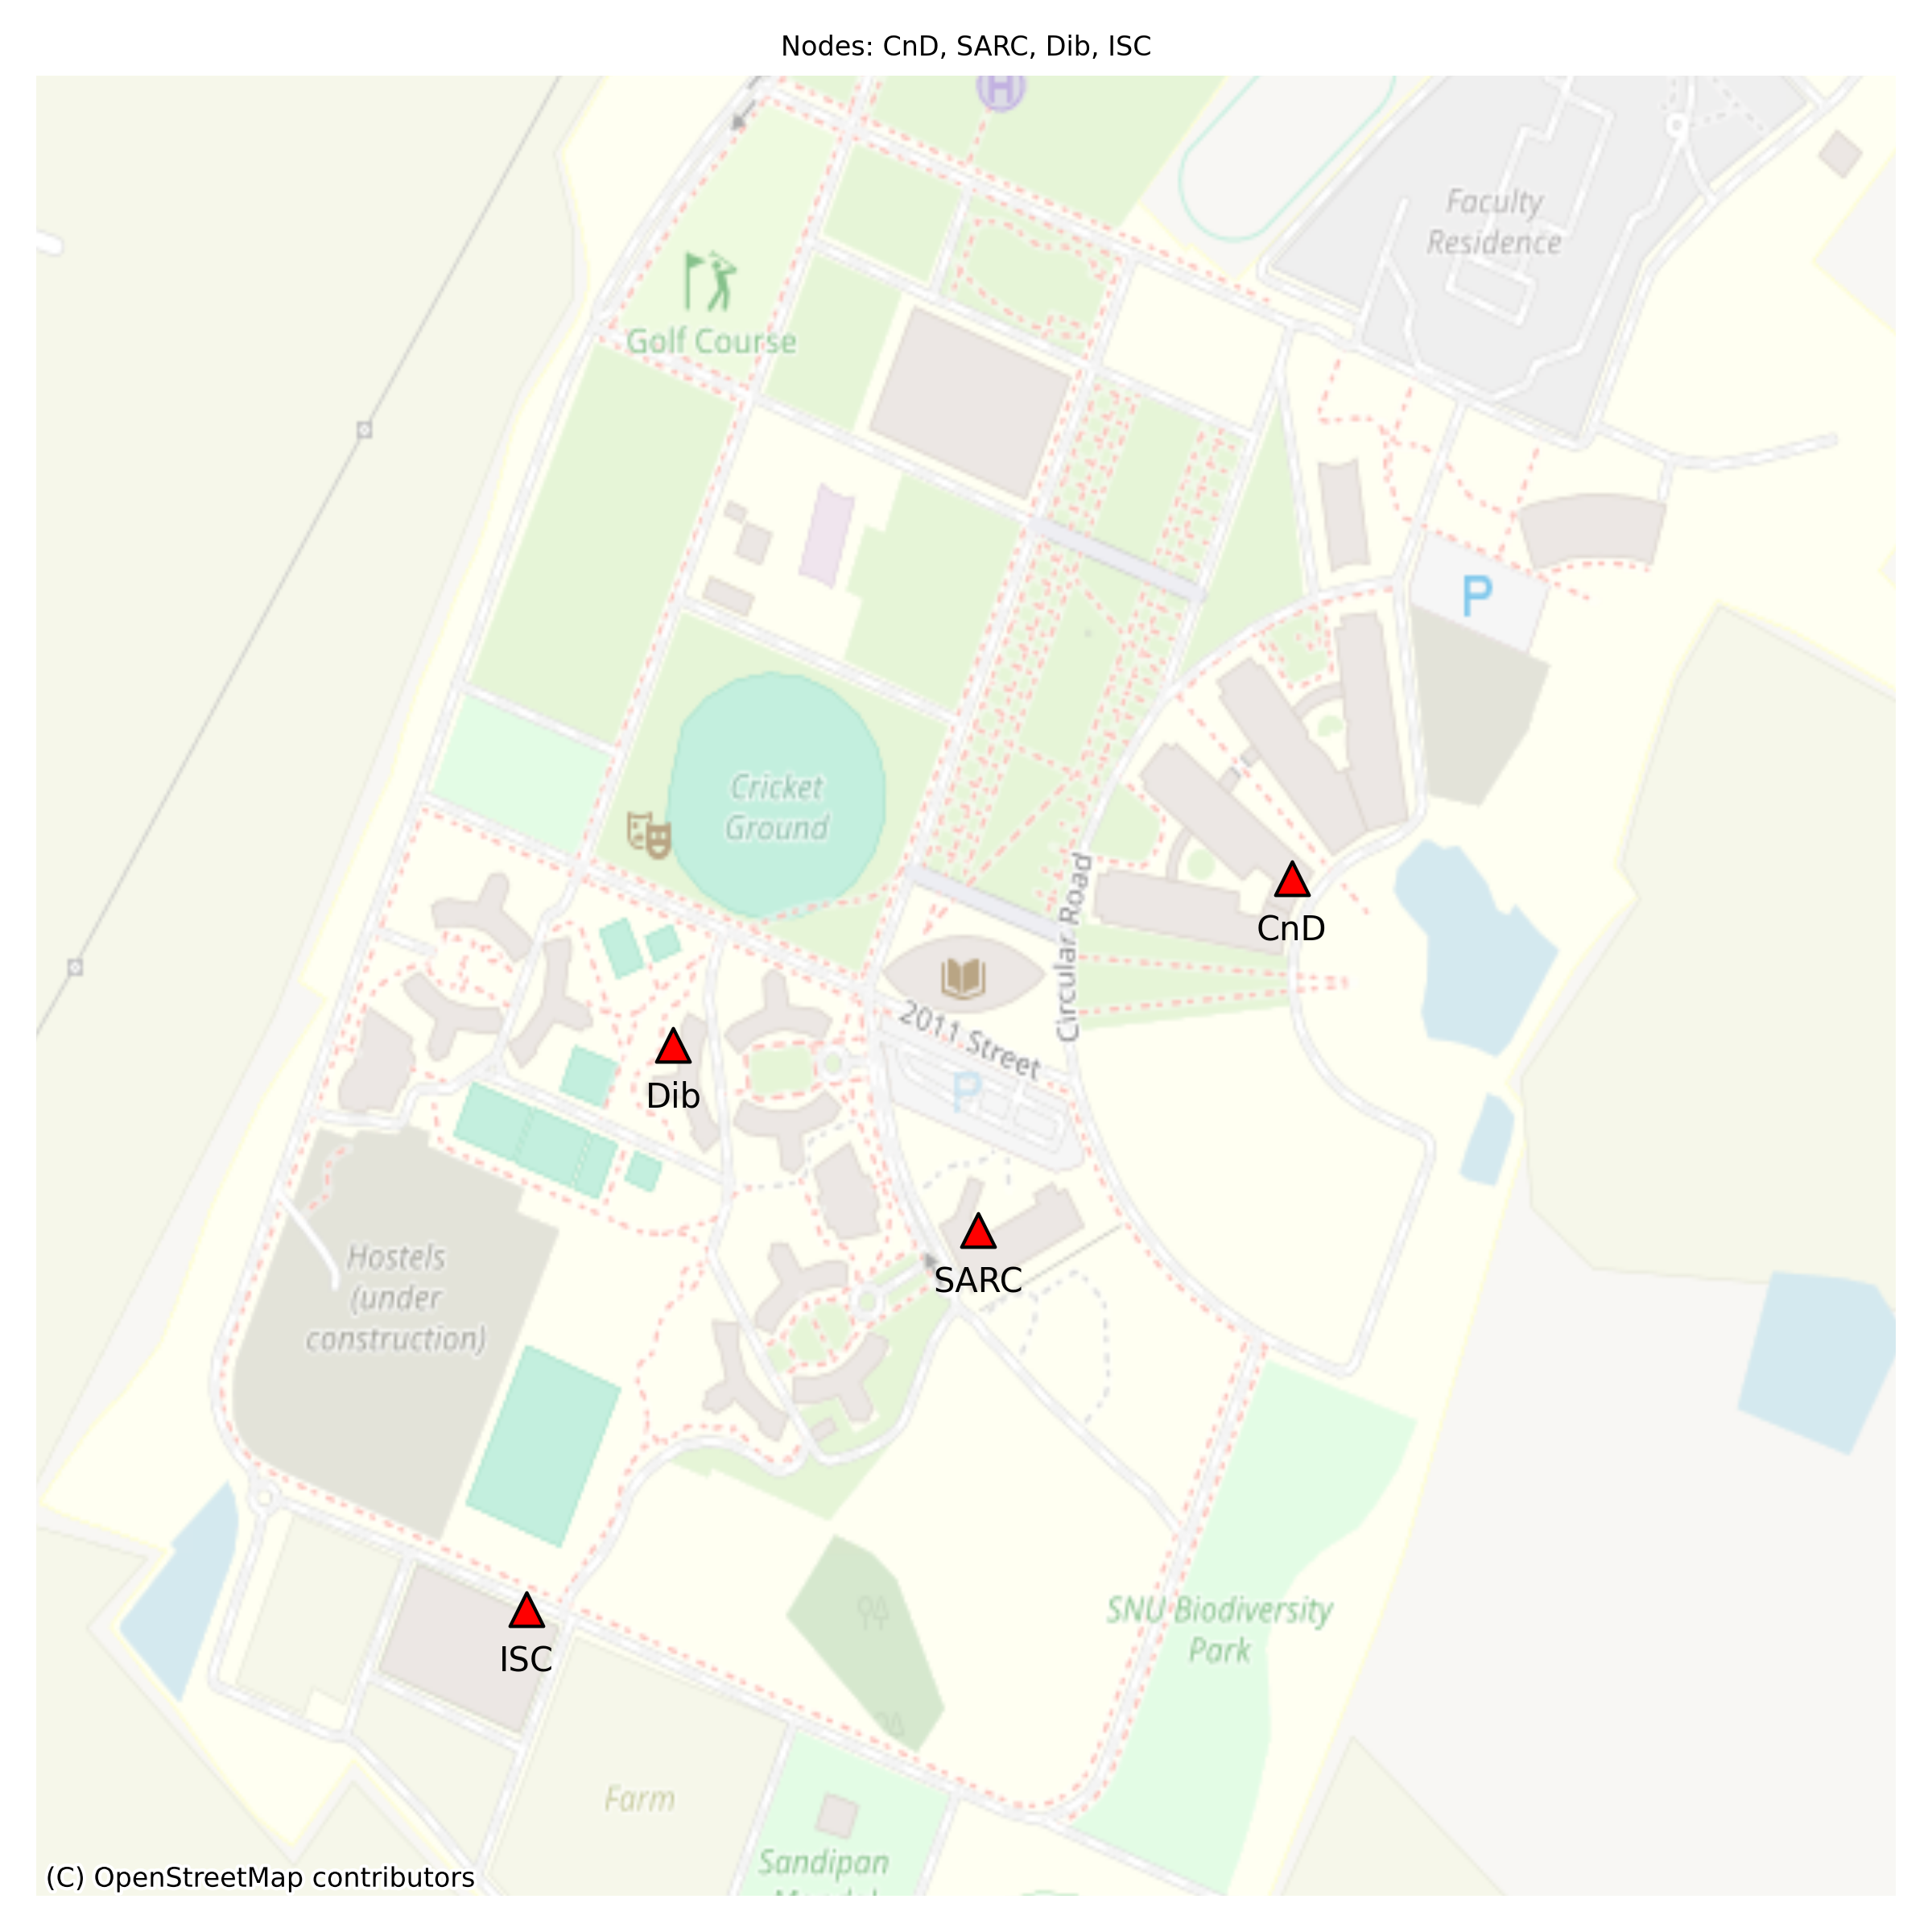 Nodes: CnD, SARC, Dib, ISC
H
Faculty
Residence
Golf Course
P
Cricket
Ground
CnD
Circular Road
2011 Street
P
Dib
SARC
Hostels
(under
construction)
ISC
SNU Biodiversity
Park
Farm
Sandipan
(C) OpenStreetMap contributors